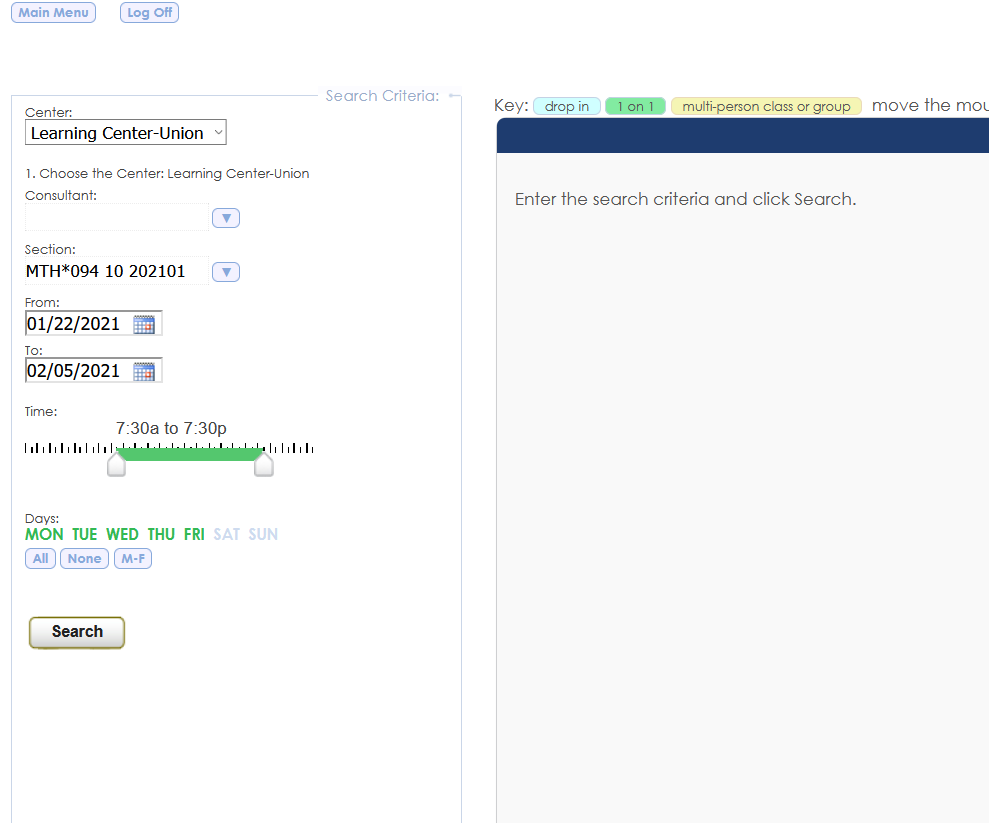 Main Menu Log Off
Search Criteria: ←
Center:
Learning Center-Union
1. Choose the Center: Learning Center-Union
Consultant:
▼
Section:
MTH*094 10 202101 ▼
From:
01/22/2021
To:
02/05/2021
Time:
7:30a to 7:30p
Days:
MON TUE WED THU FRI SAT SUN
All None M-F
Search
Key: drop in 1 on 1 multi-person class or group move the mou
Enter the search criteria and click Search.